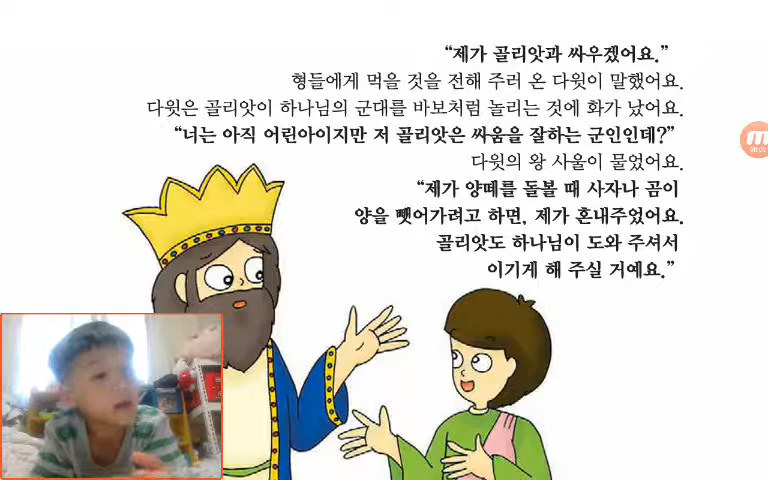 “제가 골리앗과 싸우겠어요.”
형들에게 먹을 것을 전해 주러 온 다윗이 말했어요.
다윗은 골리앗이 하나님의 군대를 바보처럼 놀리는 것에 화가 났어요.
“너는 아직 어린아이지만 저 골리앗은 싸움을 잘하는 군인인데?”
다윗의 왕 사울이 물었어요.
“제가 양떼를 돌볼 때 사자나 곰이
양을 뺏어가려고 하면, 제가 혼내주었어요.
골리앗도 하나님이 도와 주셔서
이기게 해 주실 거예요.”